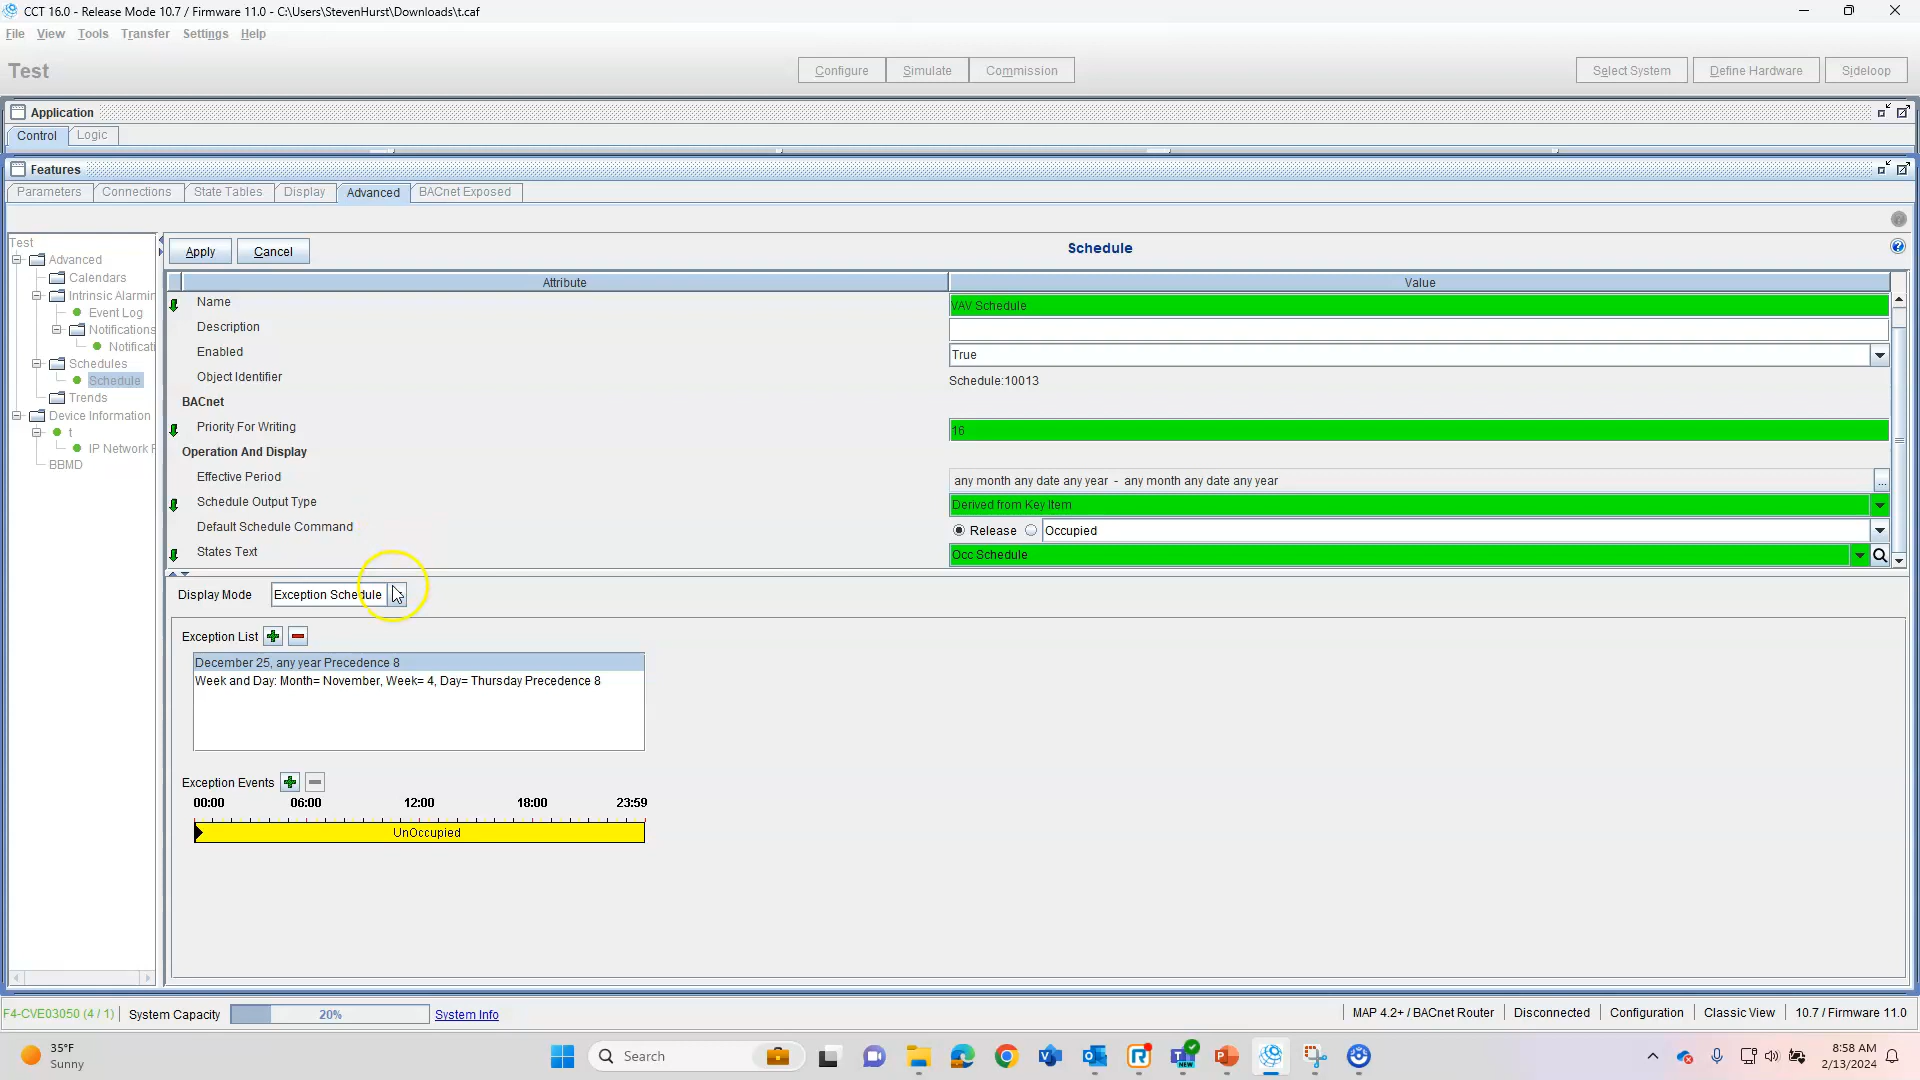 CCT 16.0 - Release Mode 10.7 / Firmware 11.0 - C:\Users\StevenHurst\Downloads\t.caf
File View Tools Transfer Settings Help
Test
Configure Simulate Commission
Select System Define Hardware Sideloop
Application
Control Logic
Features
Parameters Connections State Tables Display Advanced BACnet Exposed
Test
Advanced
Calendars
Intrinsic Alarmin
Event Log
Notifications
Notificati
Schedules
Schedule
Trends
Device Information
t
IP Network F
BBMD
Apply Cancel
Schedule
Attribute Value
Name VAV Schedule
Description
Enabled True
Object Identifier Schedule:10013
BACnet
Priority For Writing 16
Operation And Display
Effective Period any month any date any year - any month any date any year ...
Schedule Output Type Derived from Key Item
Default Schedule Command Release Occupied
States Text Occ Schedule
Display Mode Exception Schedule
Exception List
December 25, any year Precedence 8
Week and Day: Month= November, Week= 4, Day= Thursday Precedence 8
Exception Events
00:00 06:00 12:00 18:00 23:59
UnOccupied
F4-CVE03050 (4 / 1) System Capacity 20% System Info
MAP 4.2+ / BACnet Router Disconnected Configuration Classic View 10.7 / Firmware 11.0
35°F
Sunny
Search
NEW
8:58 AM
2/13/2024